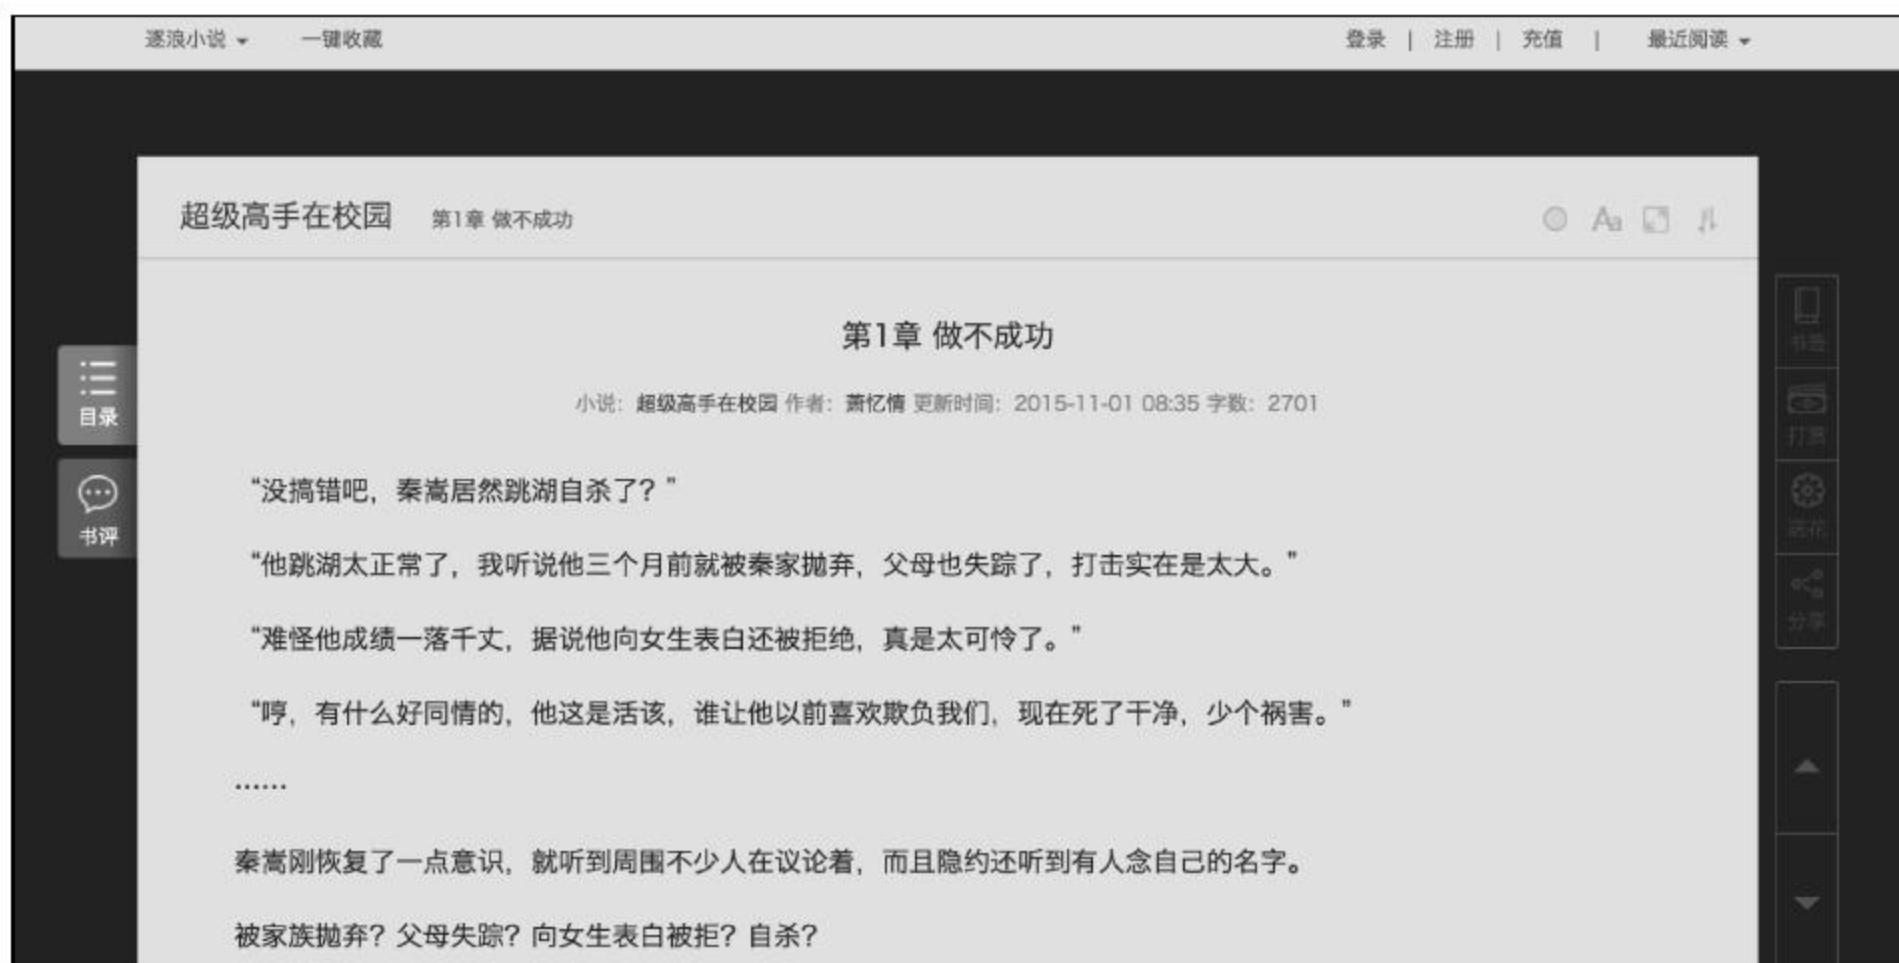 逐浪小说 一键收藏 登录 | 注册 | 充值 | 最近阅读
超级高手在校园 第1章 做不成功 Aa
第1章 做不成功
小说：超级高手在校园 作者：萧忆情 更新时间：2015-11-01 08:35 字数：2701
目录
书评
书签
打赏
送花
分享
“没搞错吧，秦嵩居然跳湖自杀了？”
“他跳湖太正常了，我听说他三个月前就被秦家抛弃，父母也失踪了，打击实在是太大。”
“难怪他成绩一落千丈，据说他向女生表白还被拒绝，真是太可怜了。”
“哼，有什么好同情的，他这是活该，谁让他以前喜欢欺负我们，现在死了干净，少个祸害。”
……
秦嵩刚恢复了一点意识，就听到周围不少人在议论着，而且隐约还听到有人念自己的名字。
被家族抛弃？父母失踪？向女生表白被拒？自杀？